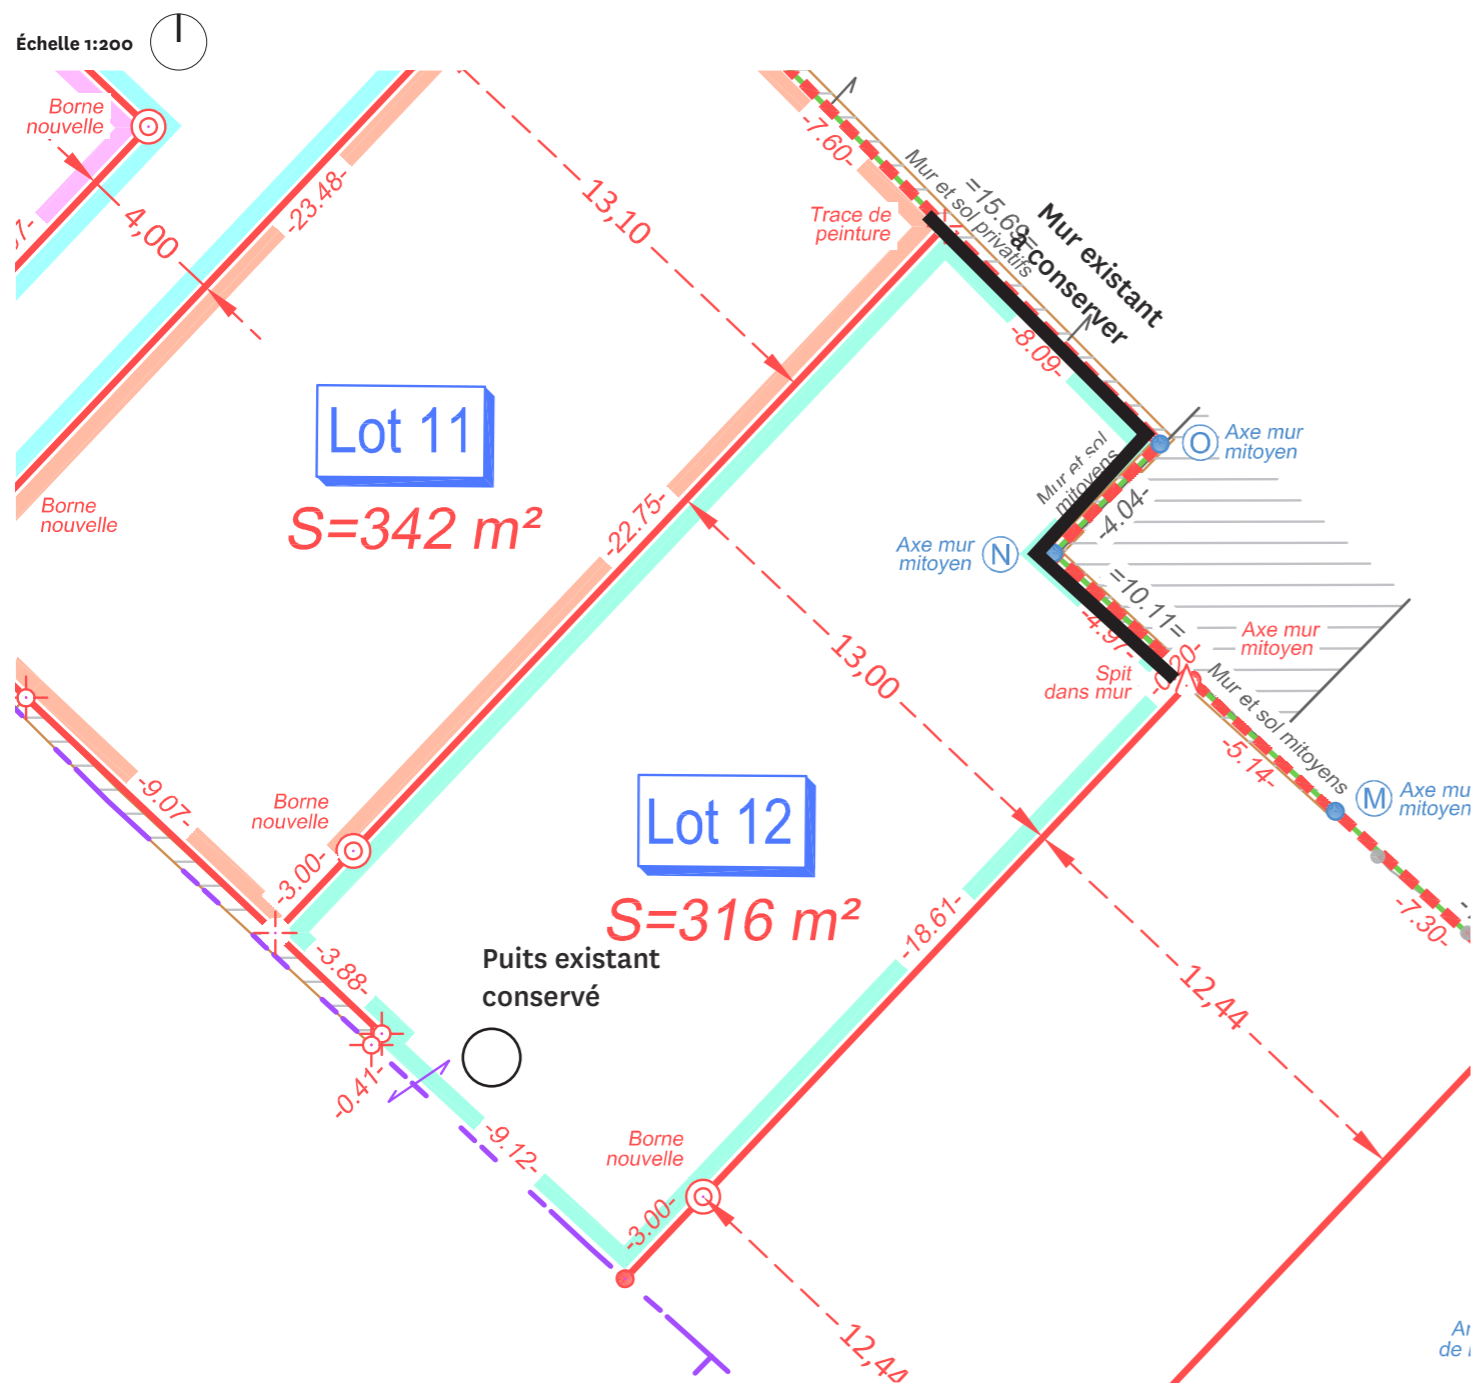 Échelle 1:200
Borne
nouvelle
4,00
-23.48-
13,10
-7.60-
Mur et sol privatifs
=15.69=
Mur existant
à conserver
Trace de
peinture
-8.09-
Lot 11
S=342 m²
Borne
nouvelle
-22.75-
Mur et sol
mitoyens
O
Axe mur
mitoyen
-4.04-
Axe mur
mitoyen
N
=10.11=
-4.97-
Axe mur
mitoyen
Spit
dans mur
Mur et sol mitoyens
-5.14-
13,00
M
Axe mu
mitoyen
-9.07-
Borne
nouvelle
-3.00-
Lot 12
S=316 m²
-18.61-
-7.30-
-3.88-
Puits existant
conservé
12,44
-0.41-
-9.12-
Borne
nouvelle
-3.00-
12,44